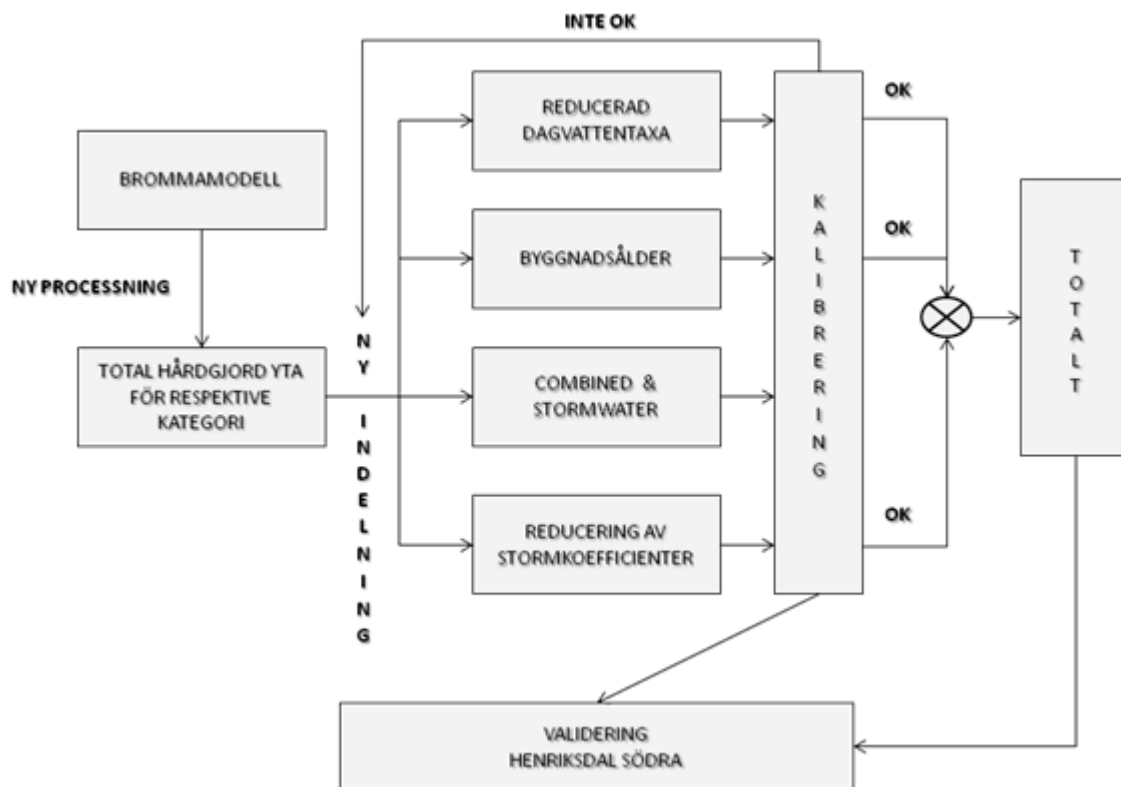 INTE OK
REDUCERAD
DAGVATTENTAXA
OK
BROMMAMODELL
KALIBRERING
BYGGNADSÅLDER
OK
TOTALT
NY PROCESSNING
NY INDELNING
TOTAL HÅRDGJORD YTA
FÖR RESPEKTIVE
KATEGORI
COMBINED &
STORMWATER
REDUCERING AV
STORMKOEFFICIENTER
OK
VALIDERING
HENRIKSDAL SÖDRA